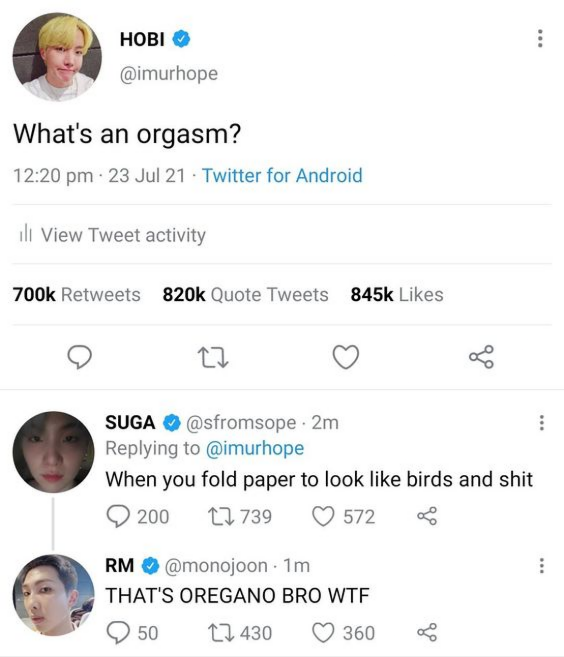 HOBI
@imurhope
What's an orgasm?
12:20 pm · 23 Jul 21 · Twitter for Android
View Tweet activity
700k Retweets 820k Quote Tweets 845k Likes
SUGA @sfromsope · 2m
Replying to @imurhope
When you fold paper to look like birds and shit
200 739 572
RM @monojoon · 1m
THAT'S OREGANO BRO WTF
50 430 360